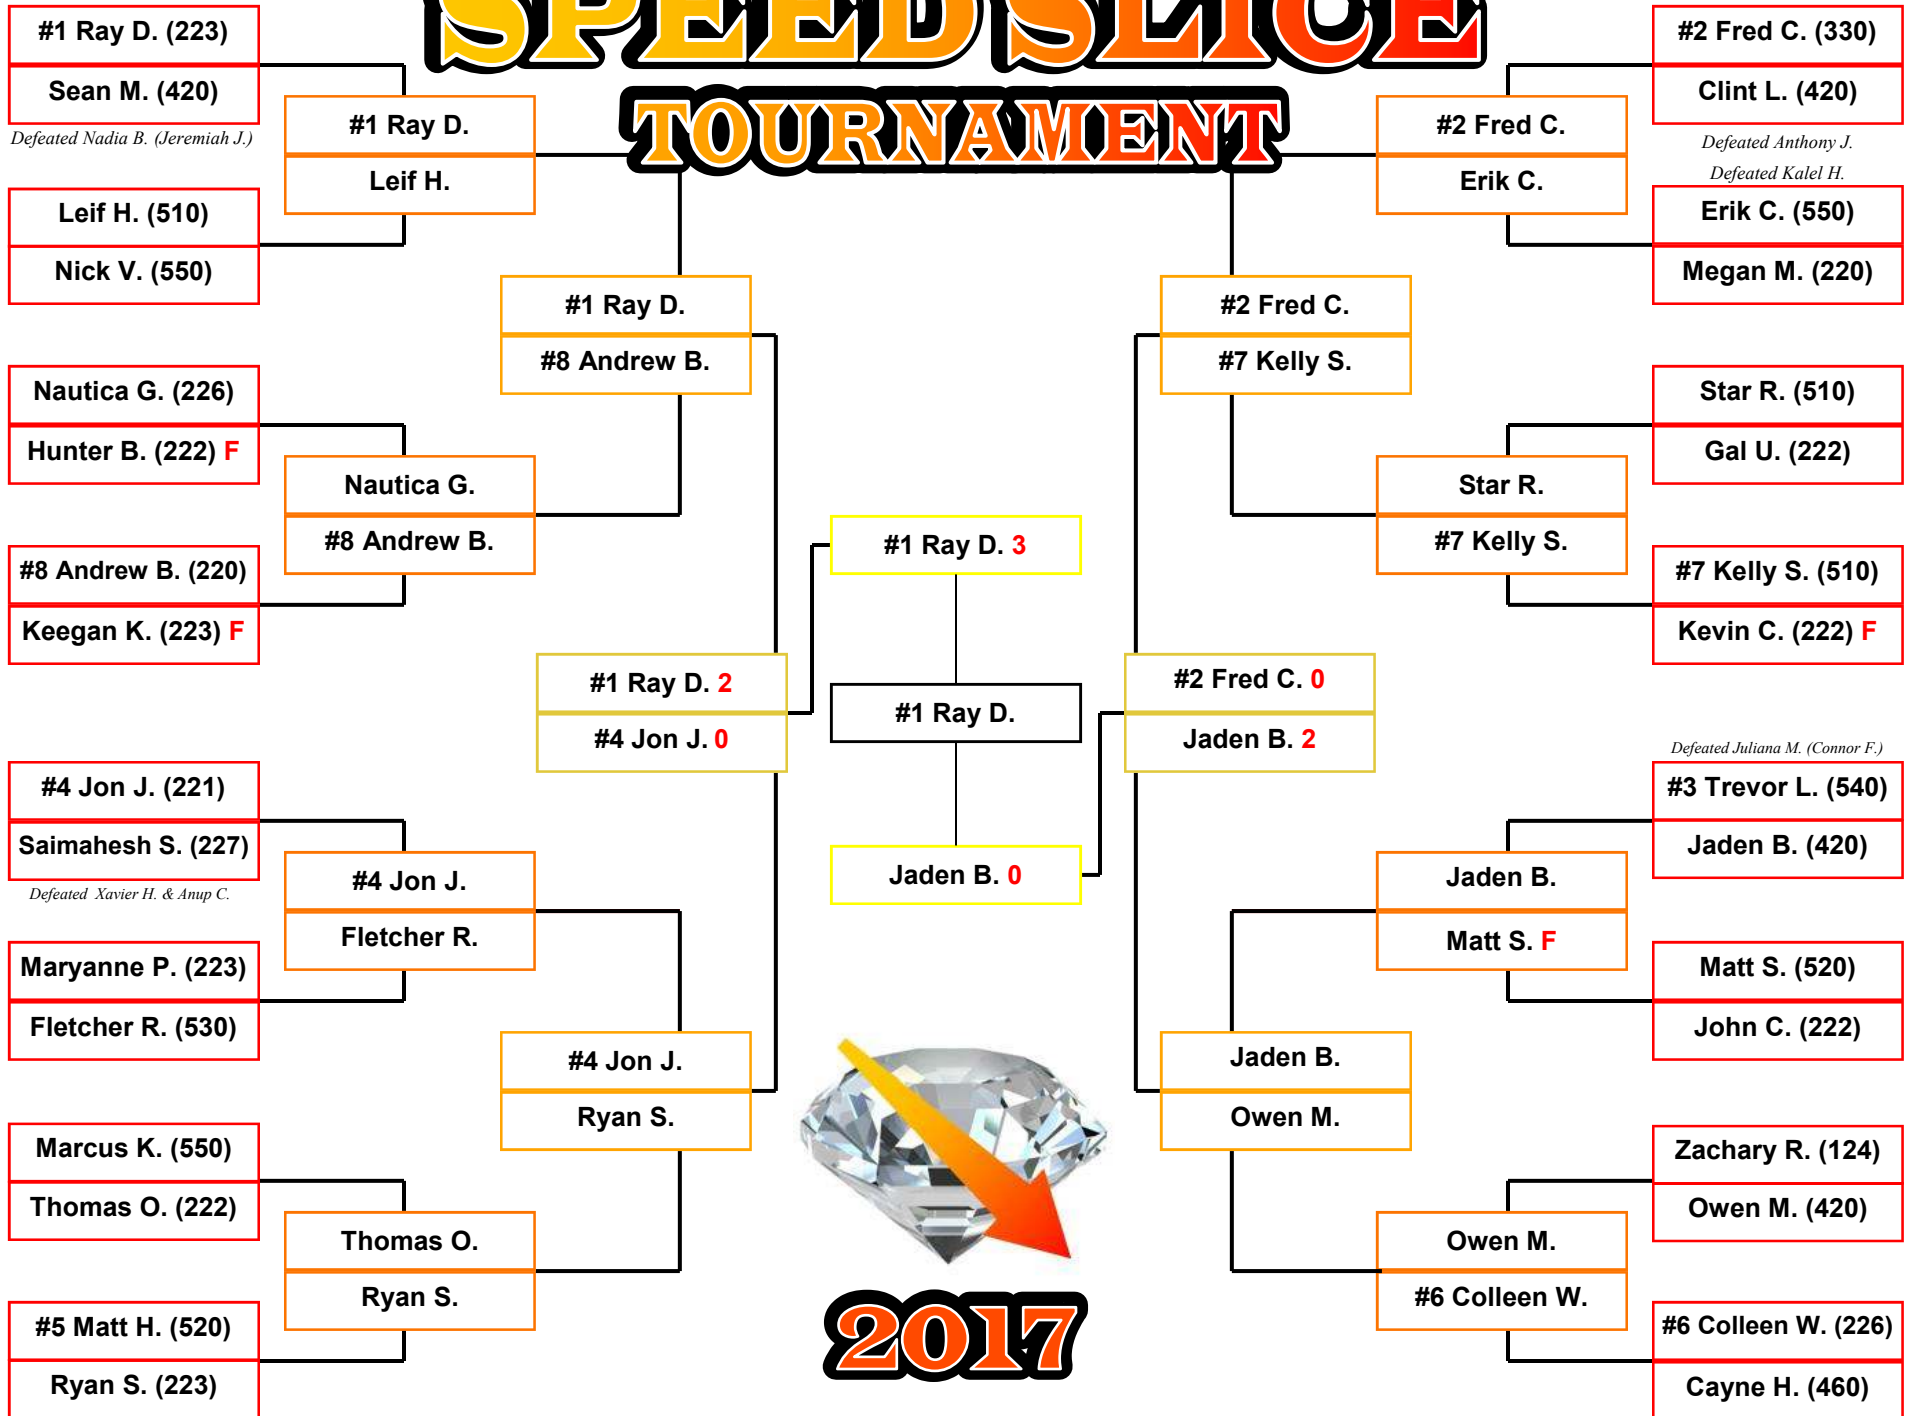 SPEED SLICE
TOURNAMENT
#1 Ray D. (223)
Sean M. (420)
Defeated Nadia B. (Jeremiah J.)
Leif H. (510)
Nick V. (550)
Nautica G. (226)
Hunter B. (222) F
#8 Andrew B. (220)
Keegan K. (223) F
#4 Jon J. (221)
Saimahesh S. (227)
Defeated Xavier H. & Anup C.
Maryanne P. (223)
Fletcher R. (530)
Marcus K. (550)
Thomas O. (222)
#5 Matt H. (520)
Ryan S. (223)
#1 Ray D.
Leif H.
Nautica G.
#8 Andrew B.
#4 Jon J.
Fletcher R.
Thomas O.
Ryan S.
#1 Ray D.
#8 Andrew B.
#4 Jon J.
Ryan S.
#1 Ray D. 2
#4 Jon J. 0
#1 Ray D. 3
#1 Ray D.
Jaden B. 0
#2 Fred C. 0
Jaden B. 2
#2 Fred C.
#7 Kelly S.
Jaden B.
Owen M.
#2 Fred C.
Erik C.
Star R.
#7 Kelly S.
Jaden B.
Matt S. F
Owen M.
#6 Colleen W.
#2 Fred C. (330)
Clint L. (420)
Defeated Anthony J.
Defeated Kalel H.
Erik C. (550)
Megan M. (220)
Star R. (510)
Gal U. (222)
#7 Kelly S. (510)
Kevin C. (222) F
Defeated Juliana M. (Connor F.)
#3 Trevor L. (540)
Jaden B. (420)
Matt S. (520)
John C. (222)
Zachary R. (124)
Owen M. (420)
#6 Colleen W. (226)
Cayne H. (460)
2017